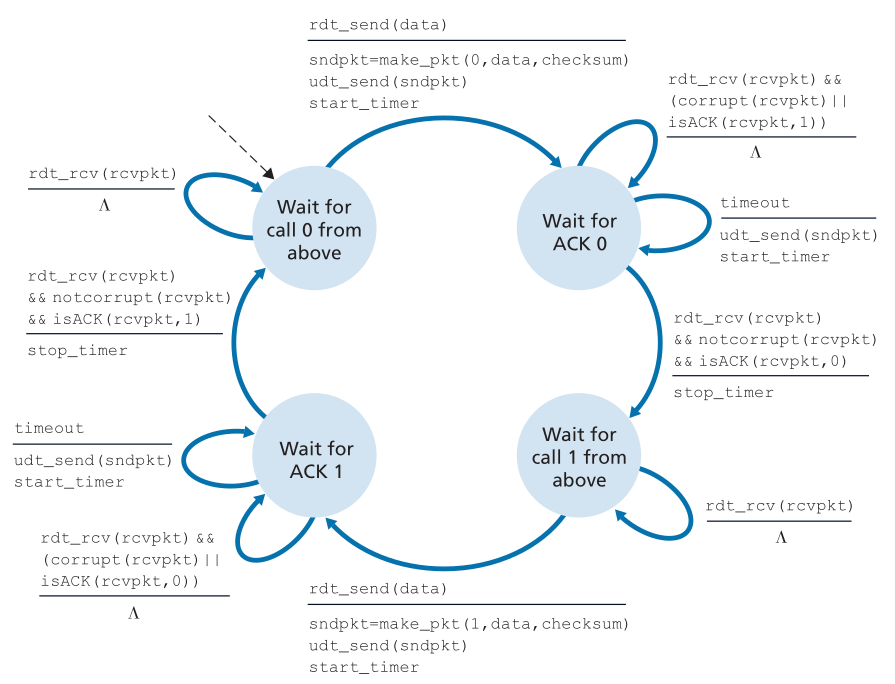 rdt_send(data)
sndpkt=make_pkt(0,data,checksum)
udt_send(sndpkt)
start_timer
rdt_rcv(rcvpkt) &&
(corrupt(rcvpkt)||
isACK(rcvpkt,1))
Λ
rdt_rcv(rcvpkt)
Λ
Wait for
call 0 from
above
Wait for
ACK 0
timeout
udt_send(sndpkt)
start_timer
rdt_rcv(rcvpkt)
&& notcorrupt(rcvpkt)
&& isACK(rcvpkt,1)
stop_timer
rdt_rcv(rcvpkt)
&& notcorrupt(rcvpkt)
&& isACK(rcvpkt,0)
stop_timer
timeout
udt_send(sndpkt)
start_timer
Wait for
ACK 1
Wait for
call 1 from
above
rdt_rcv(rcvpkt)
Λ
rdt_rcv(rcvpkt) &&
(corrupt(rcvpkt)||
isACK(rcvpkt,0))
Λ
rdt_send(data)
sndpkt=make_pkt(1,data,checksum)
udt_send(sndpkt)
start_timer